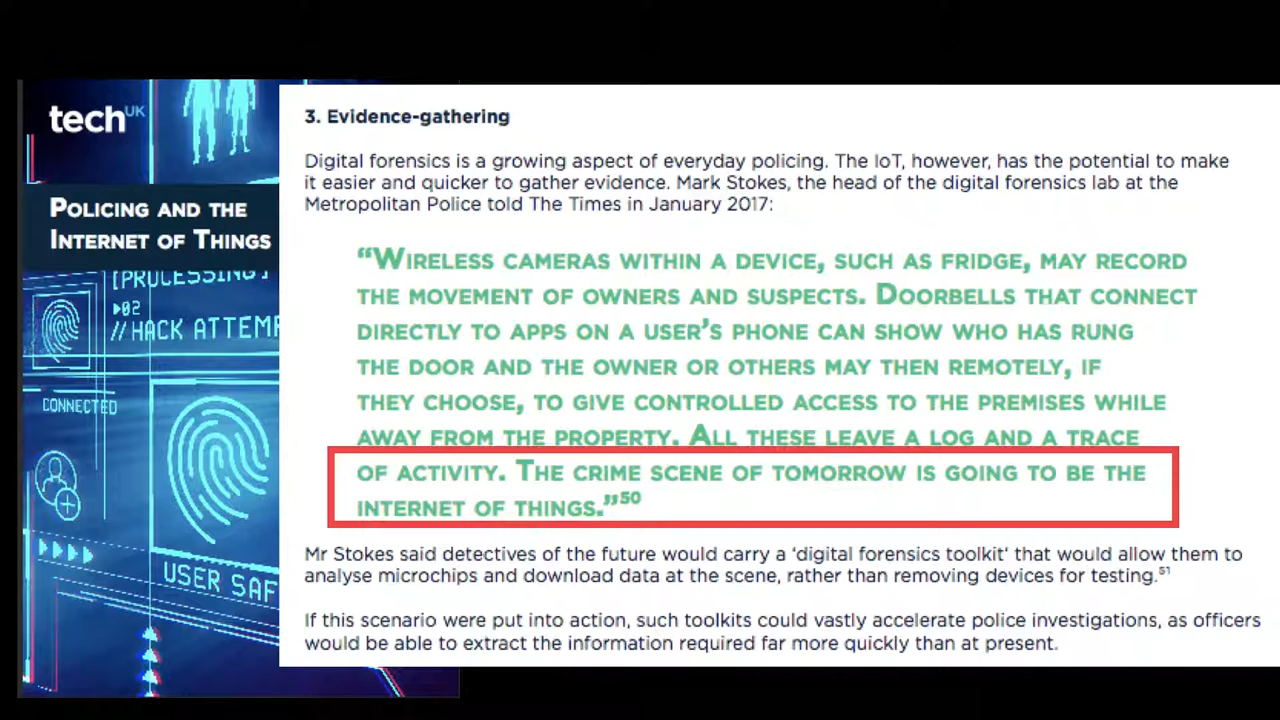 techUK
Policing and the
Internet of Things
[PROCESSING]
▶02
//HACK ATTEMP
CONNECTED
USER SAF
3. Evidence-gathering
Digital forensics is a growing aspect of everyday policing. The IoT, however, has the potential to make
it easier and quicker to gather evidence. Mark Stokes, the head of the digital forensics lab at the
Metropolitan Police told The Times in January 2017:
“Wireless cameras within a device, such as fridge, may record
the movement of owners and suspects. Doorbells that connect
directly to apps on a user’s phone can show who has rung
the door and the owner or others may then remotely, if
they choose, to give controlled access to the premises while
away from the property. All these leave a log and a trace
of activity. The crime scene of tomorrow is going to be the
internet of things.”50
Mr Stokes said detectives of the future would carry a ‘digital forensics toolkit‘ that would allow them to
analyse microchips and download data at the scene, rather than removing devices for testing.51
If this scenario were put into action, such toolkits could vastly accelerate police investigations, as officers
would be able to extract the information required far more quickly than at present.